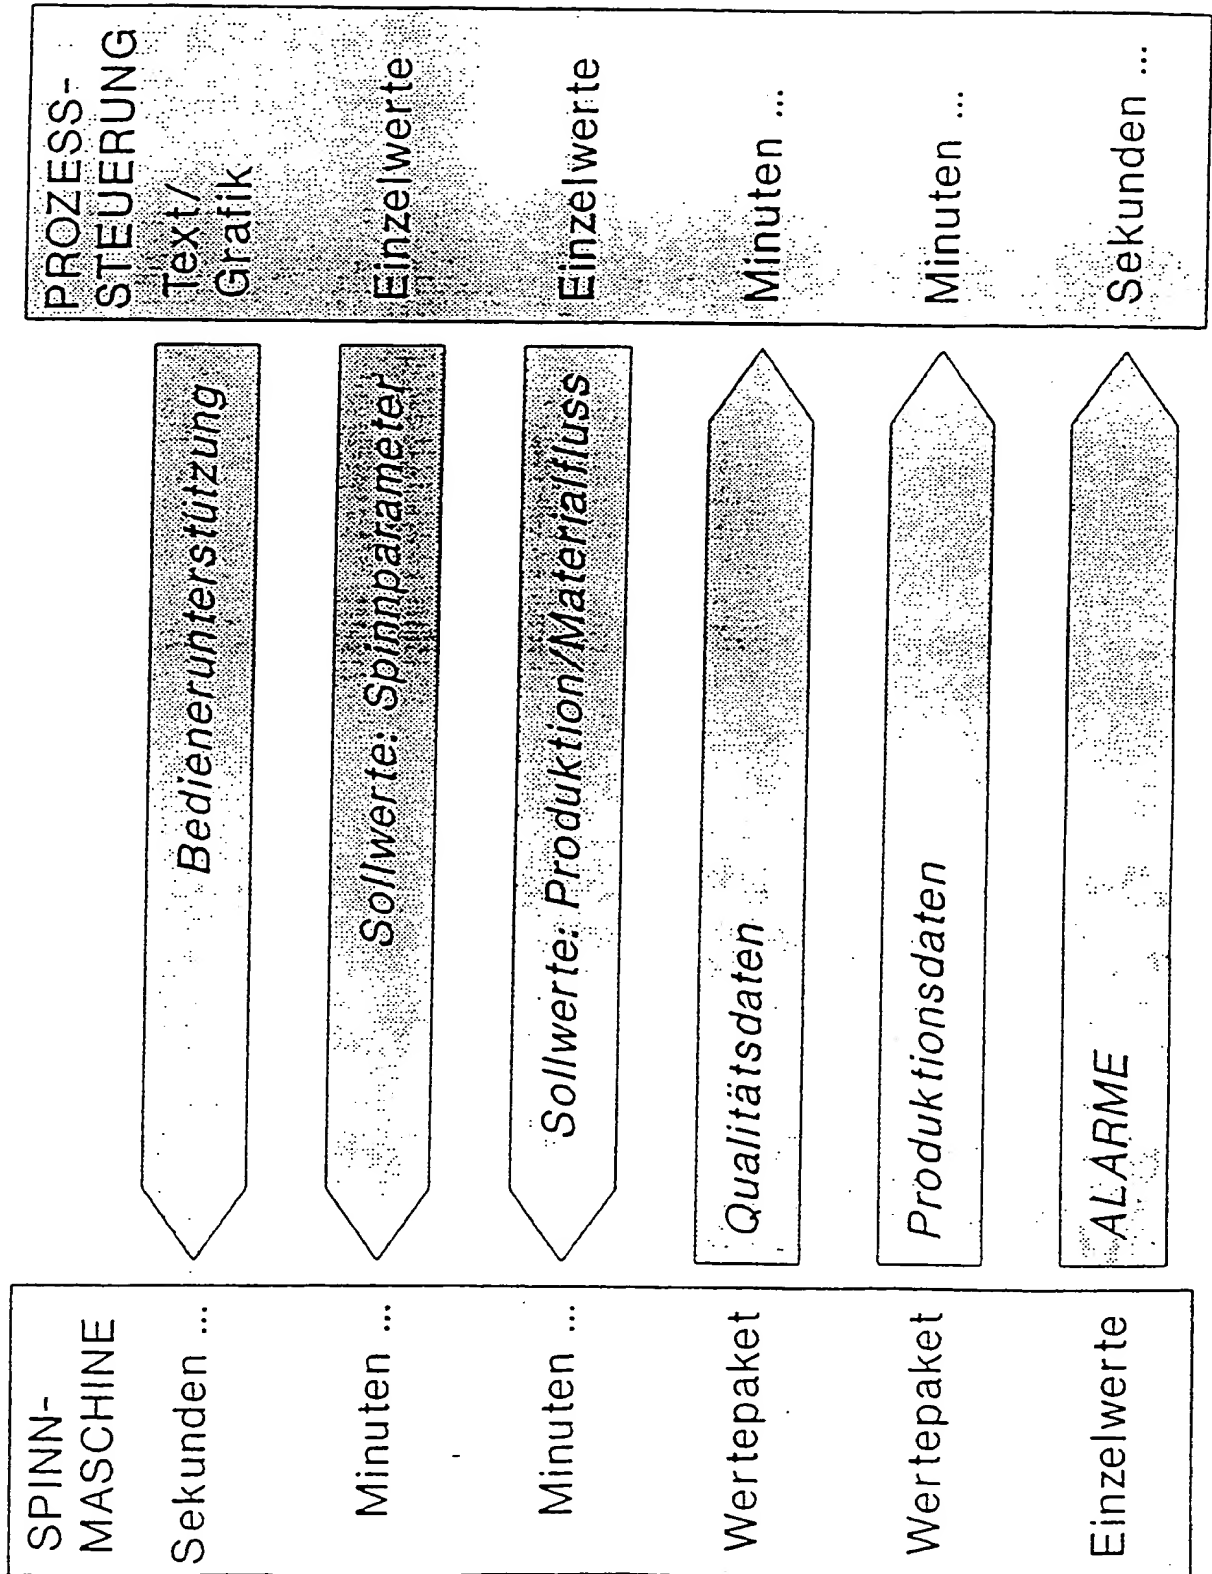 SPINN-
MASCHINE
PROZESS-
STEUERUNG
Sekunden ...
Bedienerunterstützung
Text/
Grafik
Minuten ...
Sollwerte: Spinnparameter
Einzelwerte
Minuten ...
Sollwerte: Produktion/Materialfluss
Einzelwerte
Wertepaket
Qualitätsdaten
Minuten ...
Wertepaket
Produktionsdaten
Minuten ...
Einzelwerte
ALARME
Sekunden ...